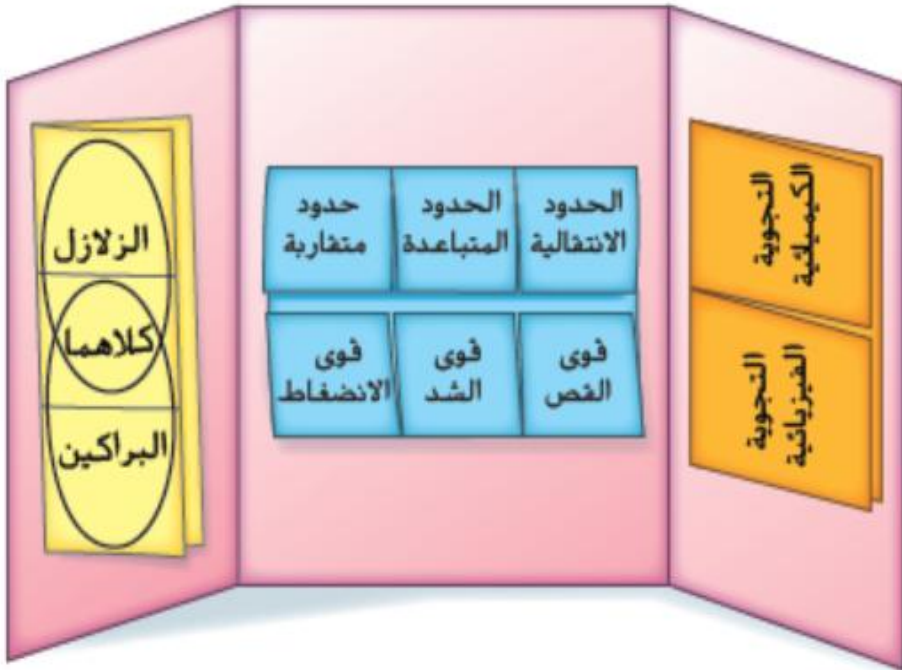 التجوية
الكيميائية
التجوية
الفيزيائية
الحدود
الانتقالية
الحدود
المتباعدة
حدود
متقاربة
قوى
القص
قوى
الشد
قوى
الانضغاط
الزلازل
كلاهما
البراكين